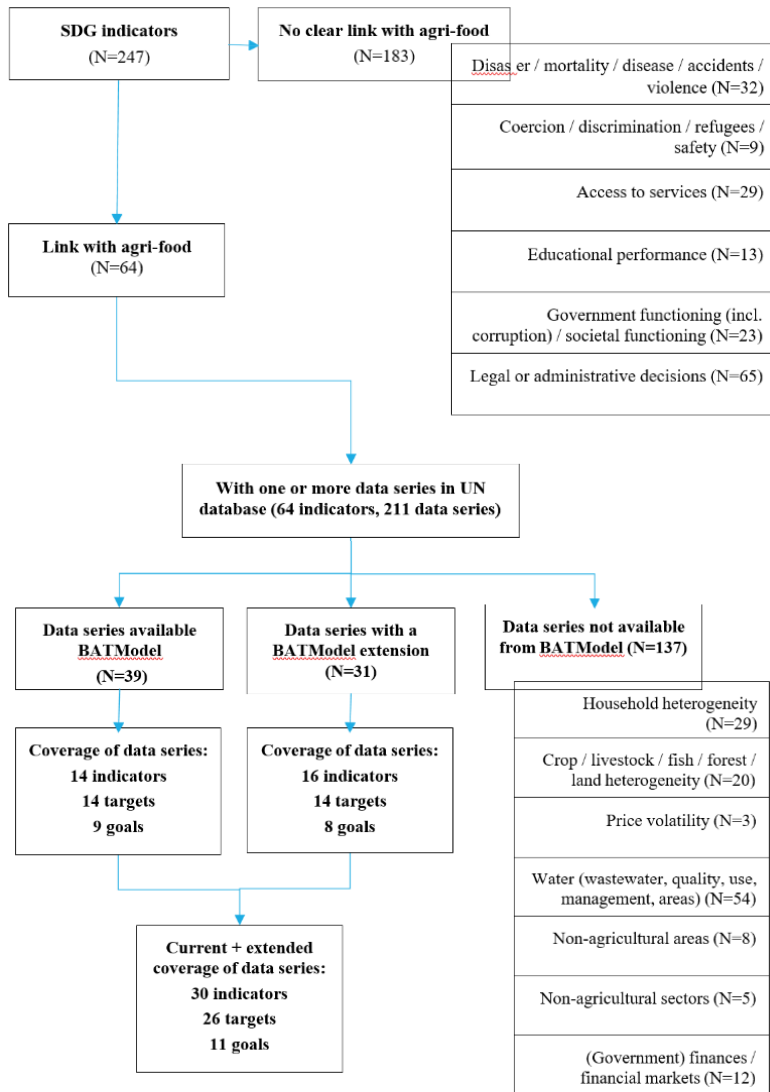 SDG indicators
(N=247)
No clear link with agri-food
(N=183)
Disaster / mortality / disease / accidents /
violence (N=32)
Coercion / discrimination / refugees /
safety (N=9)
Access to services (N=29)
Educational performance (N=13)
Government functioning (incl.
corruption) / societal functioning (N=23)
Legal or administrative decisions (N=65)
Link with agri-food
(N=64)
With one or more data series in UN
database (64 indicators, 211 data series)
Data series available
BATModel
(N=39)
Data series with a
BATModel extension
(N=31)
Data series not available
from BATModel (N=137)
Coverage of data series:
14 indicators
14 targets
9 goals
Coverage of data series:
16 indicators
14 targets
8 goals
Current + extended
coverage of data series:
30 indicators
26 targets
11 goals
Household heterogeneity
(N=29)
Crop / livestock / fish / forest /
land heterogeneity (N=20)
Price volatility (N=3)
Water (wastewater, quality, use,
management, areas) (N=54)
Non-agricultural areas (N=8)
Non-agricultural sectors (N=5)
(Government) finances /
financial markets (N=12)